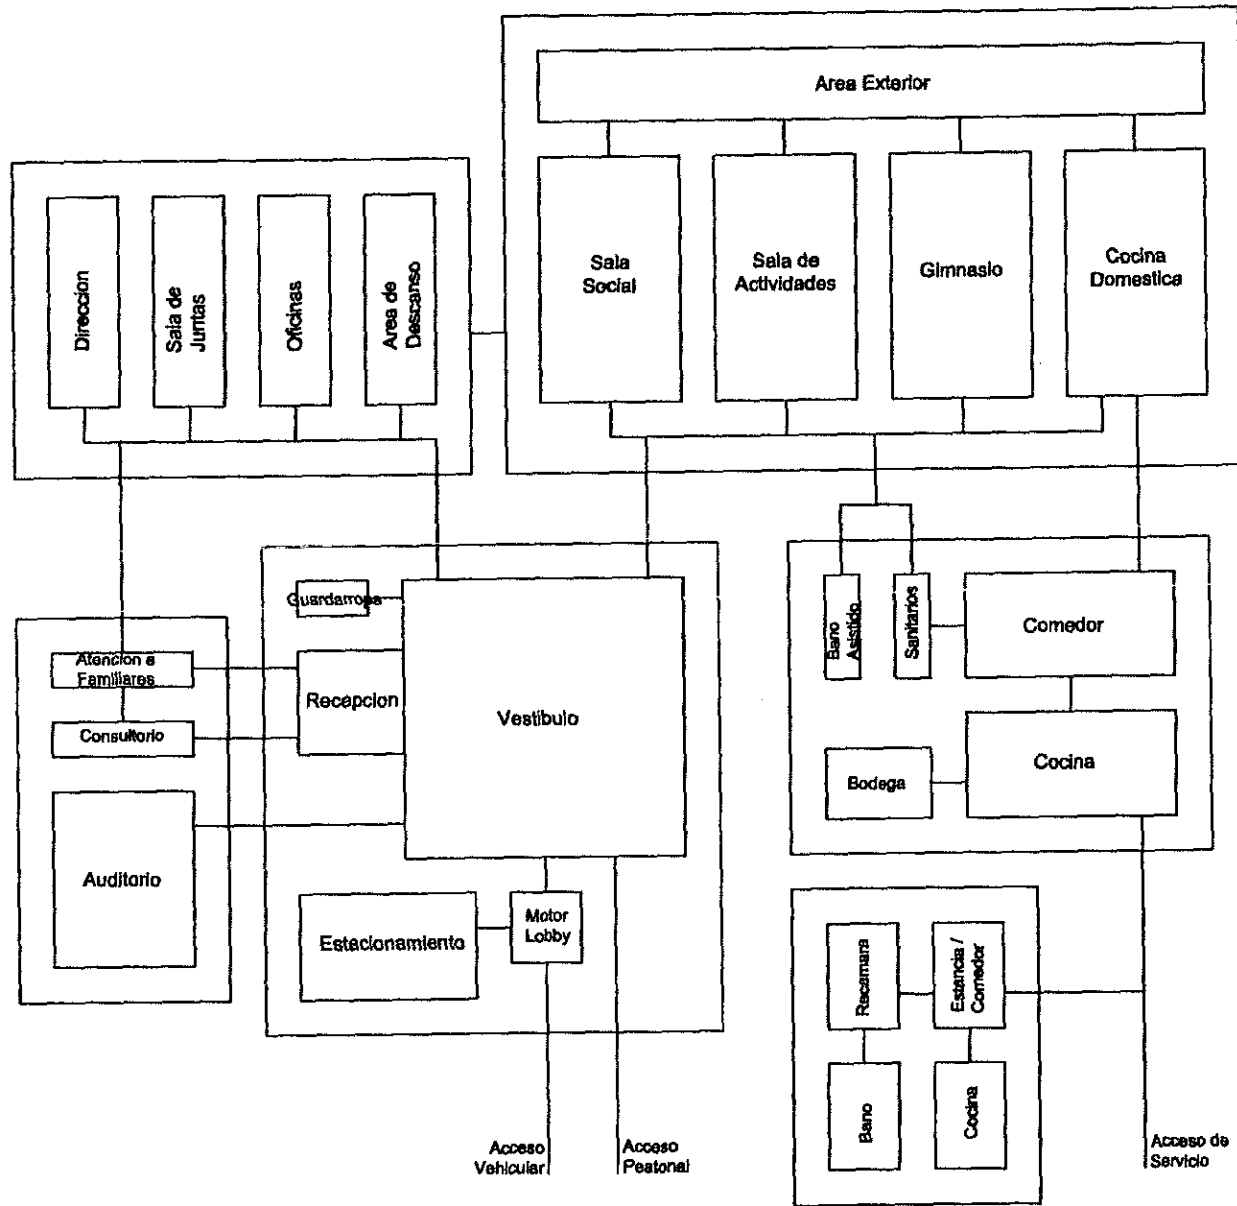 Area Exterior
Direccion
Sala de
Juntas
Oficinas
Area de
Descanso
Sala
Social
Sala de
Actividades
Gimnasio
Cocina
Domestica
Guardarropa
Atencion a
Familiares
Consultorio
Auditorio
Recepcion
Vestibulo
Estacionamiento
Motor
Lobby
Bano
Asistido
Sanitarios
Comedor
Bodega
Cocina
Recamara
Estancia /
Comedor
Bano
Cocina
Acceso
Vehicular
Acceso
Peatonal
Acceso de
Servicio